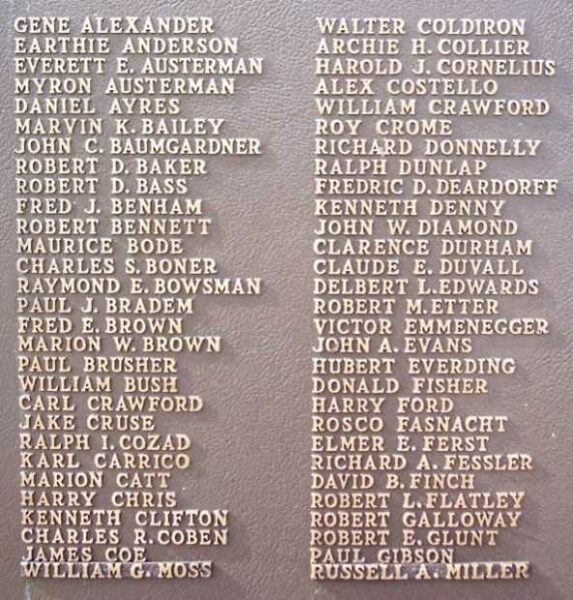 GENE ALEXANDER
EARTHIE ANDERSON
EVERETT E. AUSTERMAN
MYRON AUSTERMAN
DANIEL AYRES
MARVIN K. BAILEY
JOHN C. BAUMGARDNER
ROBERT D. BAKER
ROBERT D. BASS
FRED J. BENHAM
ROBERT BENNETT
MAURICE BODE
CHARLES S. BONER
RAYMOND E. BOWSMAN
PAUL J. BRADEM
FRED E. BROWN
MARION W. BROWN
PAUL BRUSHER
WILLIAM BUSH
CARL CRAWFORD
JAKE CRUSE
RALPH I. COZAD
KARL CARRICO
MARION CATT
HARRY CHRIS
KENNETH CLIFTON
CHARLES R. COBEN
JAMES COE
WILLIAM G. MOSS
WALTER COLDIRON
ARCHIE H. COLLIER
HAROLD J. CORNELIUS
ALEX COSTELLO
WILLIAM CRAWFORD
ROY CROME
RICHARD DONNELLY
RALPH DUNLAP
FREDRIC D. DEARDORFF
KENNETH DENNY
JOHN W. DIAMOND
CLARENCE DURHAM
CLAUDE E. DUVALL
DELBERT L. EDWARDS
ROBERT M. ETTER
VICTOR EMMENEGGER
JOHN A. EVANS
HUBERT EVERDING
DONALD FISHER
HARRY FORD
ROSCO FASNACHT
ELMER E. FERST
RICHARD A. FESSLER
DAVID B. FINCH
ROBERT L. FLATLEY
ROBERT GALLOWAY
ROBERT E. GLUNT
PAUL GIBSON
RUSSELL A. MILLER